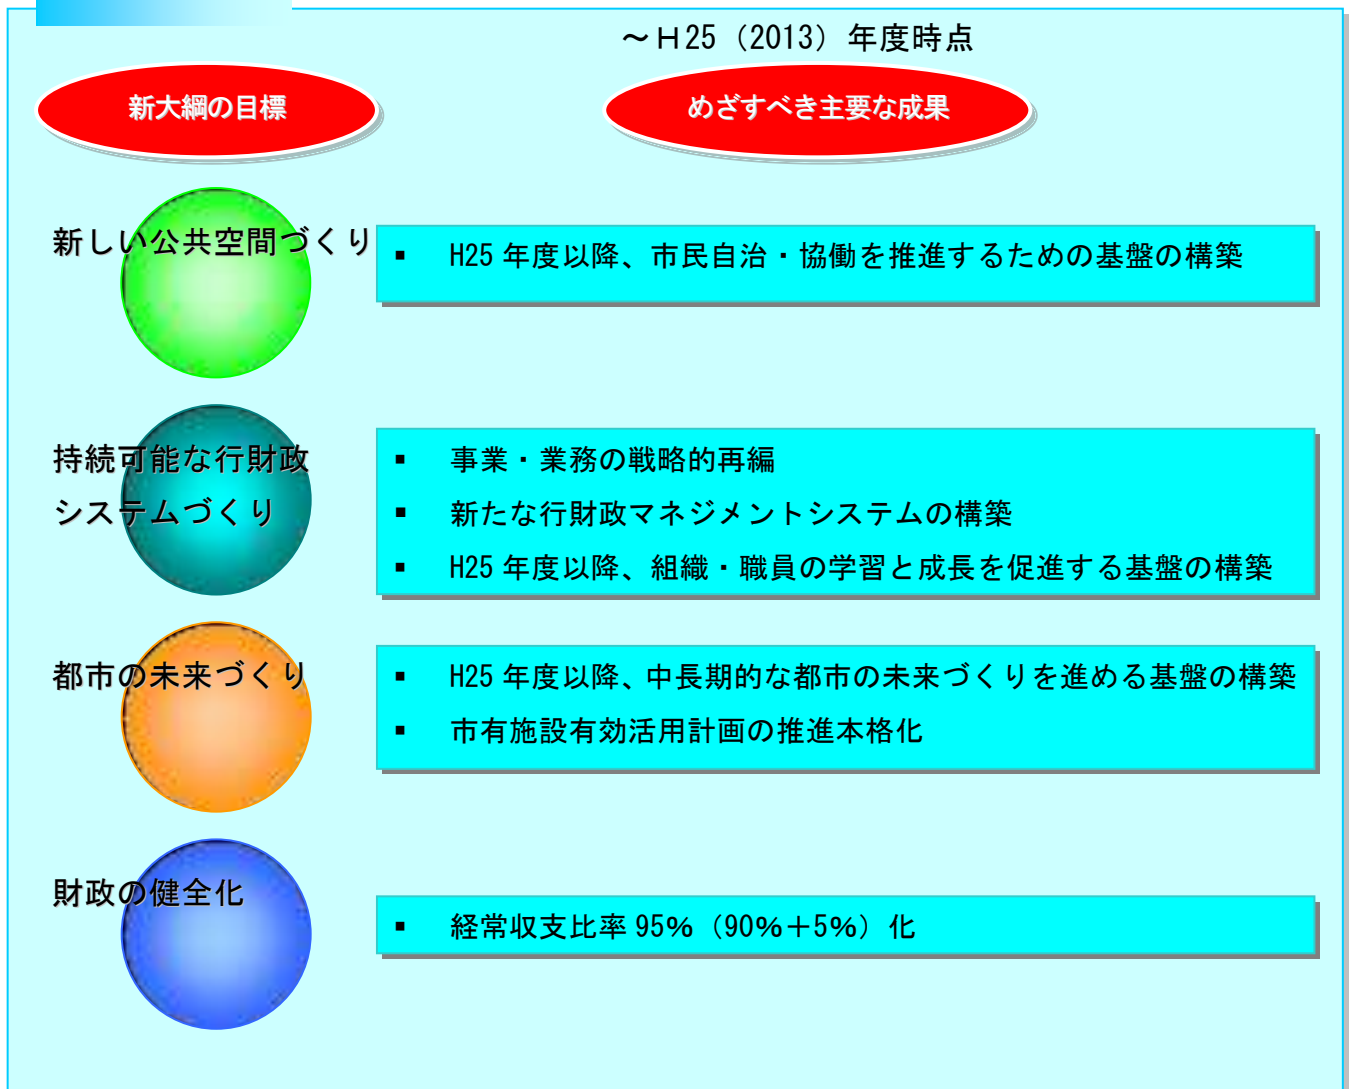 ～H25（2013）年度時点
新大綱の目標
めざすべき主要な成果
新しい公共空間づくり
▪ H25 年度以降、市民自治・協働を推進するための基盤の構築
持続可能な行財政
システムづくり
▪ 事業・業務の戦略的再編
▪ 新たな行財政マネジメントシステムの構築
▪ H25 年度以降、組織・職員の学習と成長を促進する基盤の構築
都市の未来づくり
▪ H25 年度以降、中長期的な都市の未来づくりを進める基盤の構築
▪ 市有施設有効活用計画の推進本格化
財政の健全化
▪ 経常収支比率 95％（90％＋5％）化